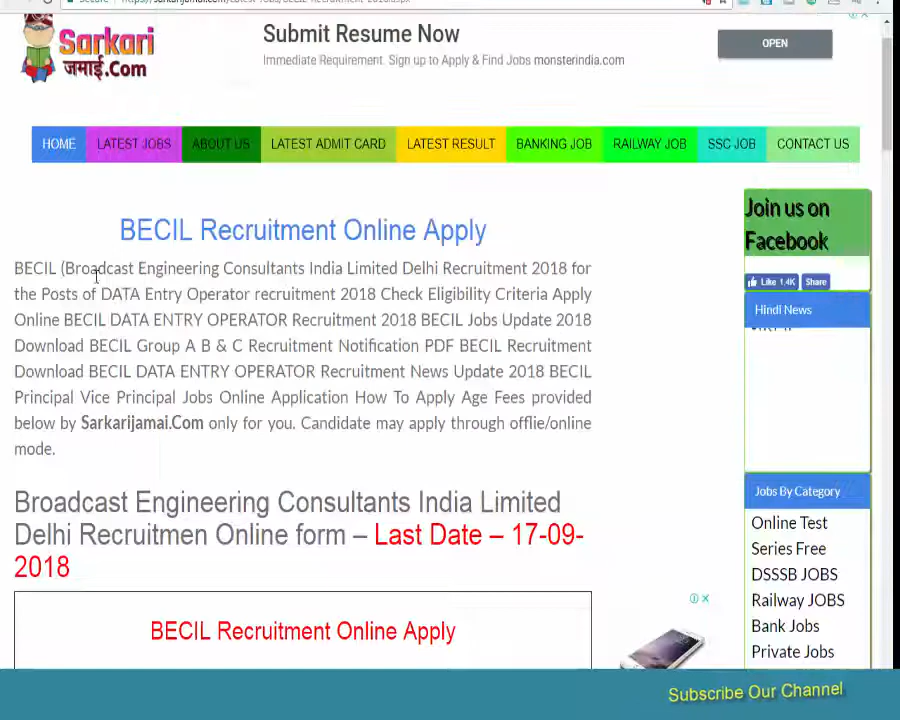 Sarkari
जमाई.Com
Submit Resume Now
Immediate Requirement. Sign up to Apply & Find Jobs monsterindia.com
OPEN
HOME LATEST JOBS ABOUT US LATEST ADMIT CARD LATEST RESULT BANKING JOB RAILWAY JOB SSC JOB CONTACT US
BECIL Recruitment Online Apply
BECIL (Broadcast Engineering Consultants India Limited Delhi Recruitment 2018 for
the Posts of DATA Entry Operator recruitment 2018 Check Eligibility Criteria Apply
Online BECIL DATA ENTRY OPERATOR Recruitment 2018 BECIL Jobs Update 2018
Download BECIL Group A B & C Recruitment Notification PDF BECIL Recruitment
Download BECIL DATA ENTRY OPERATOR Recruitment News Update 2018 BECIL
Principal Vice Principal Jobs Online Application How To Apply Age Fees provided
below by Sarkarijamai.Com only for you. Candidate may apply through offlie/online
mode.
Broadcast Engineering Consultants India Limited
Delhi Recruitmen Online form – Last Date – 17-09-
2018
BECIL Recruitment Online Apply
Join us on
Facebook
Like 1.4K Share
Hindi News
Jobs By Category
Online Test
Series Free
DSSSB JOBS
Railway JOBS
Bank Jobs
Private Jobs
Subscribe Our Channel